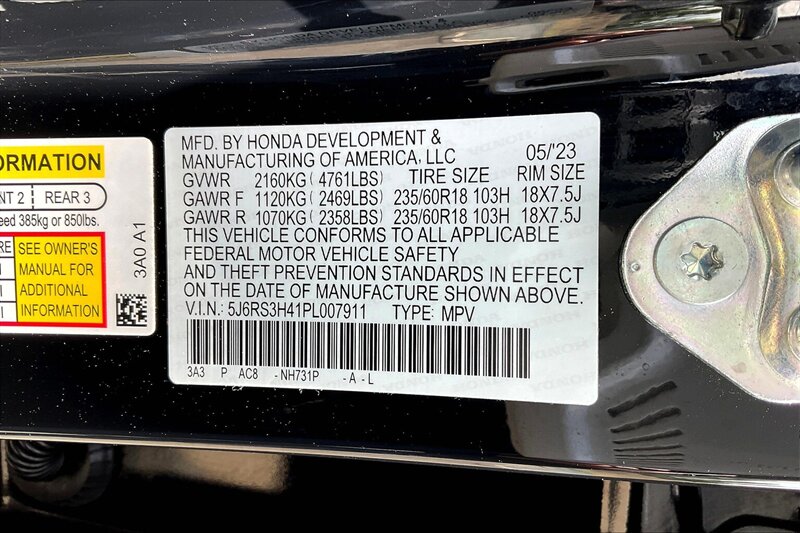 ORMATION
NT 2 REAR 3
eed 385kg or 850lbs.
RE SEE OWNER'S
MANUAL FOR
ADDITIONAL
INFORMATION
3A0 A1
MFD. BY HONDA DEVELOPMENT &
MANUFACTURING OF AMERICA, LLC 05/'23
GVWR 2160KG ( 4761LBS) TIRE SIZE RIM SIZE
GAWR F 1120KG ( 2469LBS) 235/60R18 103H 18X7.5J
GAWR R 1070KG ( 2358LBS) 235/60R18 103H 18X7.5J
THIS VEHICLE CONFORMS TO ALL APPLICABLE
FEDERAL MOTOR VEHICLE SAFETY
AND THEFT PREVENTION STANDARDS IN EFFECT
ON THE DATE OF MANUFACTURE SHOWN ABOVE.
V.I.N.: 5J6RS3H41PL007911 TYPE: MPV
3A3 P AC8 -NH731P -A-L